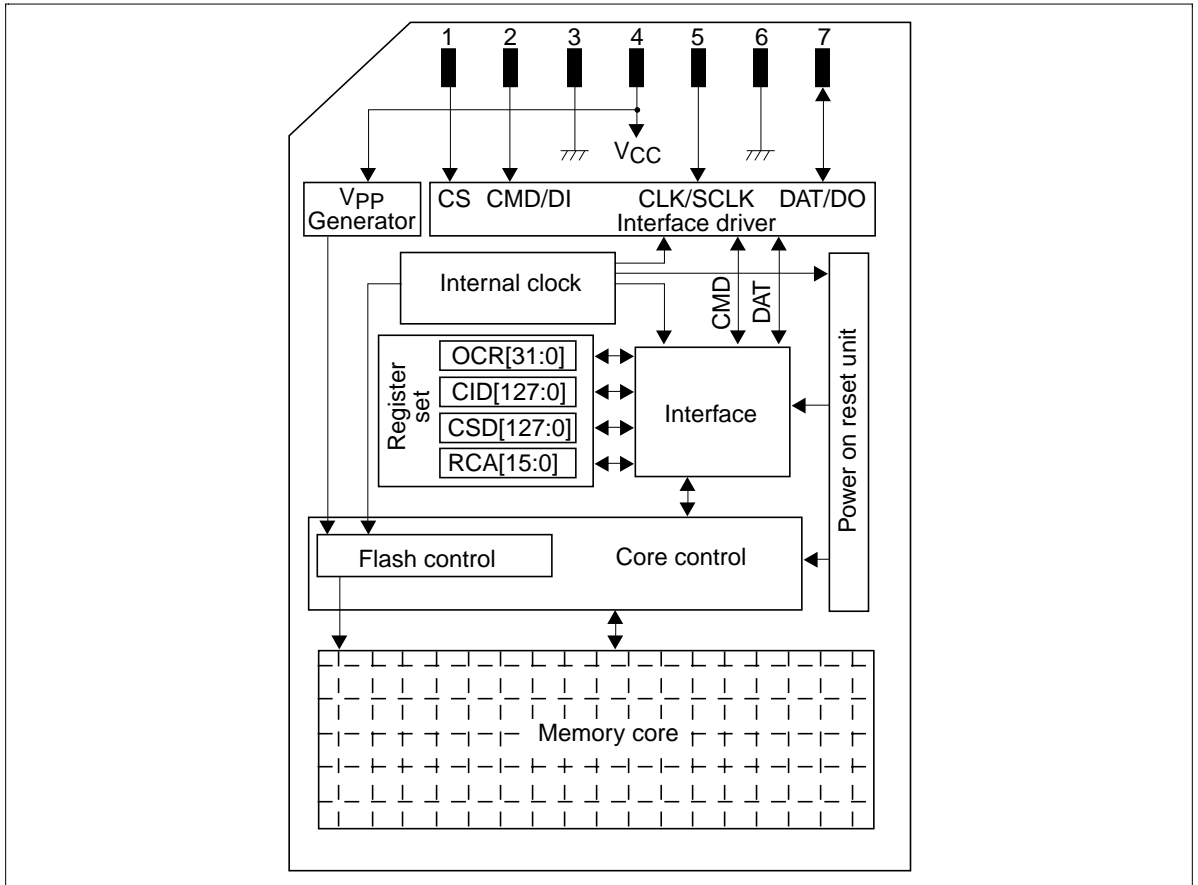 1 2 3 4 5 6 7
VCC
VPP
Generator
CS CMD/DI CLK/SCLK DAT/DO
Interface driver
Internal clock
CMD
DAT
Register
set
OCR[31:0]
CID[127:0]
CSD[127:0]
RCA[15:0]
Interface
Power on reset unit
Flash control
Core control
Memory core